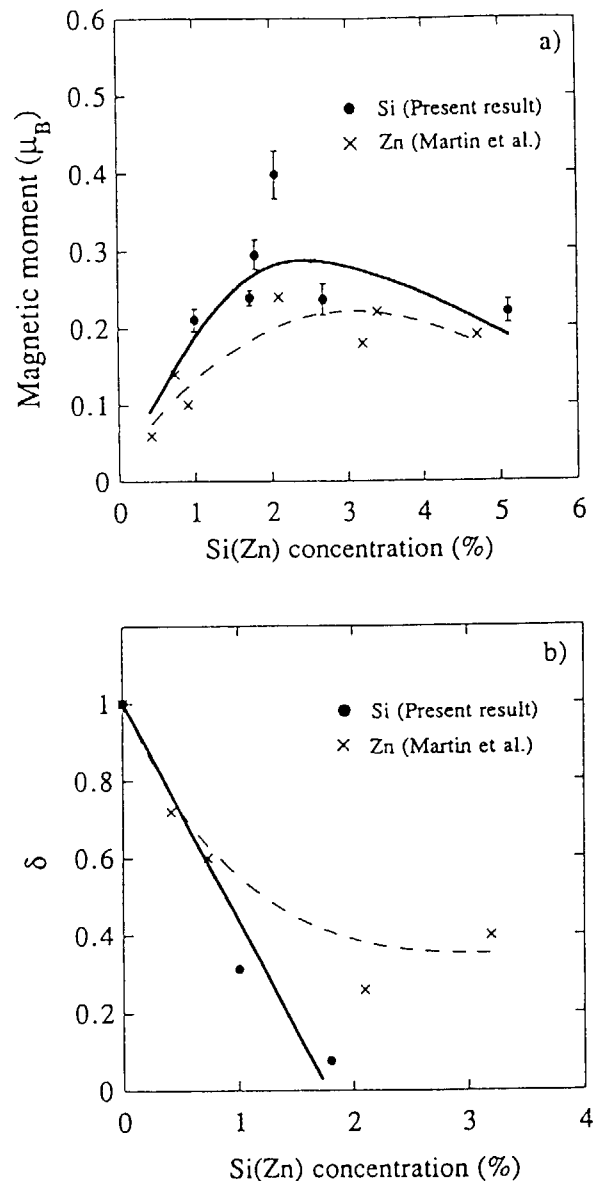 0.6
a)
0.5
● Si (Present result)
× Zn (Martin et al.)
0.4
0.3
0.2
0.1
0
Magnetic moment (μB)
0 1 2 3 4 5 6
Si(Zn) concentration (%)
b)
1
● Si (Present result)
× Zn (Martin et al.)
0.8
0.6
0.4
0.2
0
δ
0 1 2 3 4
Si(Zn) concentration (%)